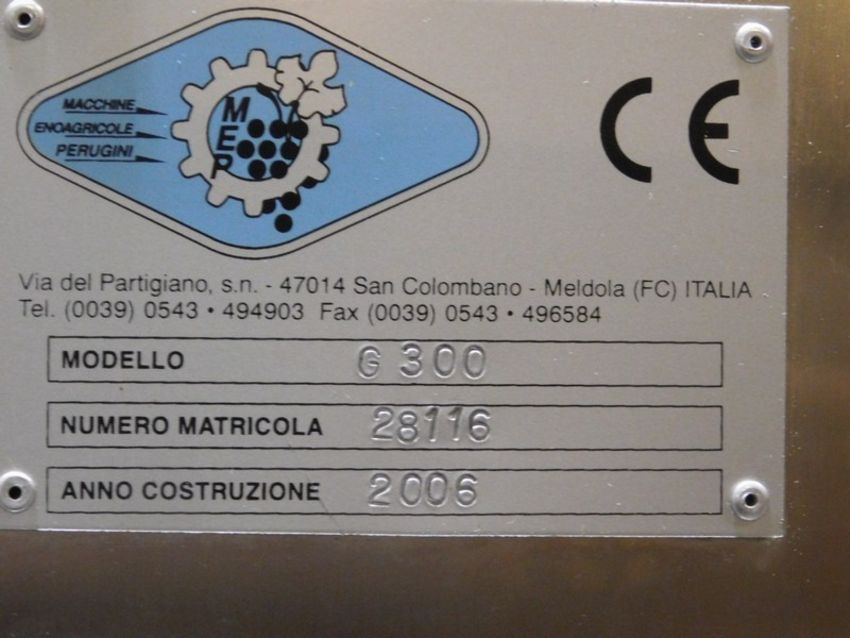 MACCHINE
ENOAGRICOLE
PERUGINI
MEP
CE
Via del Partigiano, s.n. - 47014 San Colombano - Meldola (FC) ITALIA
Tel. (0039) 0543 • 494903 Fax (0039) 0543 • 496584
MODELLO G 300
NUMERO MATRICOLA 28116
ANNO COSTRUZIONE 2006